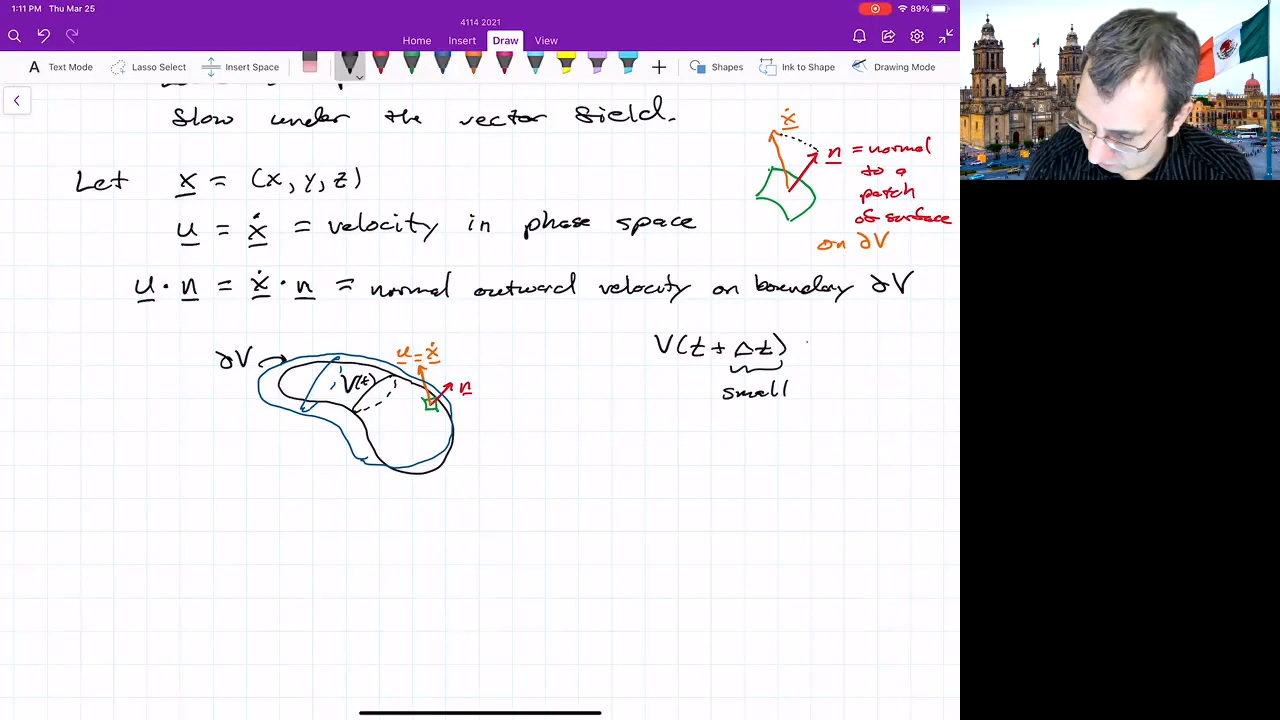 1:11 PM Thu Mar 25
89%
4114 2021
Home Insert Draw View
Text Mode Lasso Select Insert Space Shapes Ink to Shape Drawing Mode
flow under the vector field.
Let x = (x, y, z)
u = ẋ = velocity in phase space
u · n = ẋ · n = normal outward velocity on boundary ∂V
ẋ
n = normal
to a
patch
of surface
on ∂V
∂V
V(t)
u = ẋ
n
V(t + Δt)
small